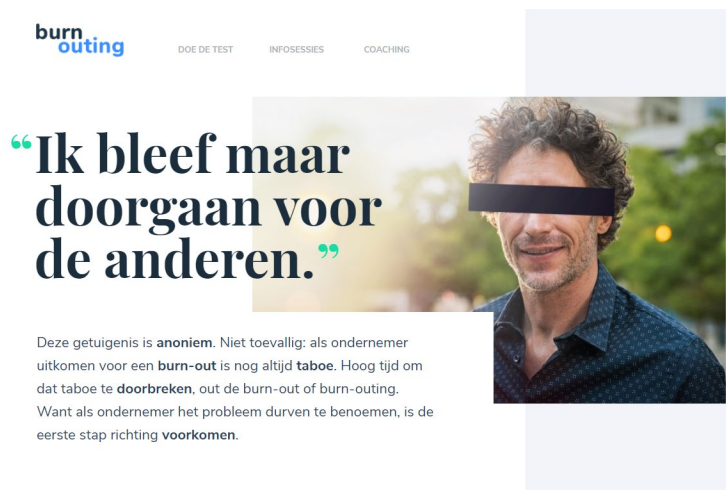 burn
outing
DOE DE TEST INFOSESSIES COACHING
“Ik bleef maar
doorgaan voor
de anderen.”
Deze getuigenis is anoniem. Niet toevallig: als ondernemer
uitkomen voor een burn-out is nog altijd taboe. Hoog tijd om
dat taboe te doorbreken, out de burn-out of burn-outing.
Want als ondernemer het probleem durven te benoemen, is de
eerste stap richting voorkomen.